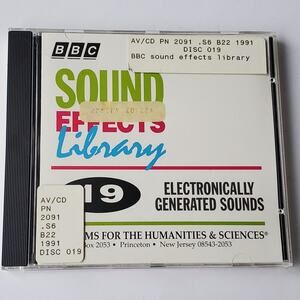 BBC
AV/CD PN 2091 .S6 B22 1991
DISC 019
BBC sound effects library
SOUND
EFFECTS
Library
19
ELECTRONICALLY
GENERATED SOUNDS
AV/CD
PN
2091
.S6
B22
1991
DISC 019
MS FOR THE HUMANITIES & SCIENCES®
Box 2053 • Princeton • New Jersey 08543-2053